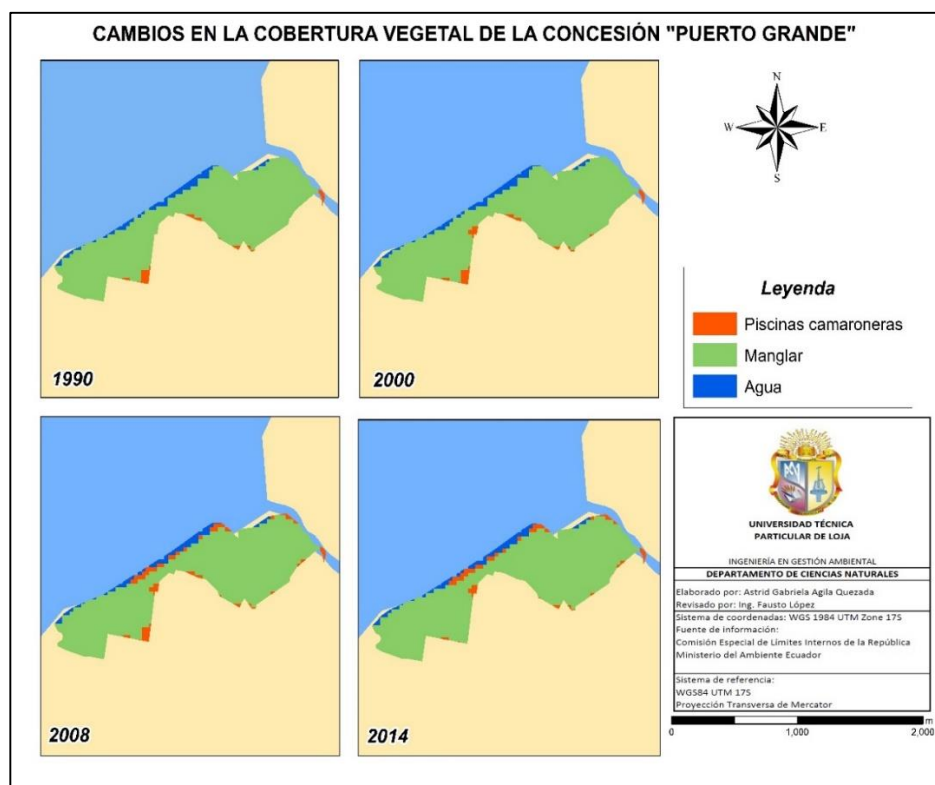 CAMBIOS EN LA COBERTURA VEGETAL DE LA CONCESIÓN "PUERTO GRANDE"
N
W
E
S
1990
2000
Leyenda
Piscinas camaroneras
Manglar
Agua
2008
2014
UNIVERSIDAD TÉCNICA
PARTICULAR DE LOJA
INGENIERÍA EN GESTIÓN AMBIENTAL
DEPARTAMENTO DE CIENCIAS NATURALES
Elaborado por: Astrid Gabriela Agila Quezada
Revisado por: Ing. Fausto López
Sistema de coordenadas: WGS 1984 UTM Zone 17S
Fuente de información:
Comisión Especial de Límites Internos de la República
Ministerio del Ambiente Ecuador
Sistema de referencia:
WGS84 UTM 17S
Proyección Transversa de Mercator
m
0 1,000 2,000